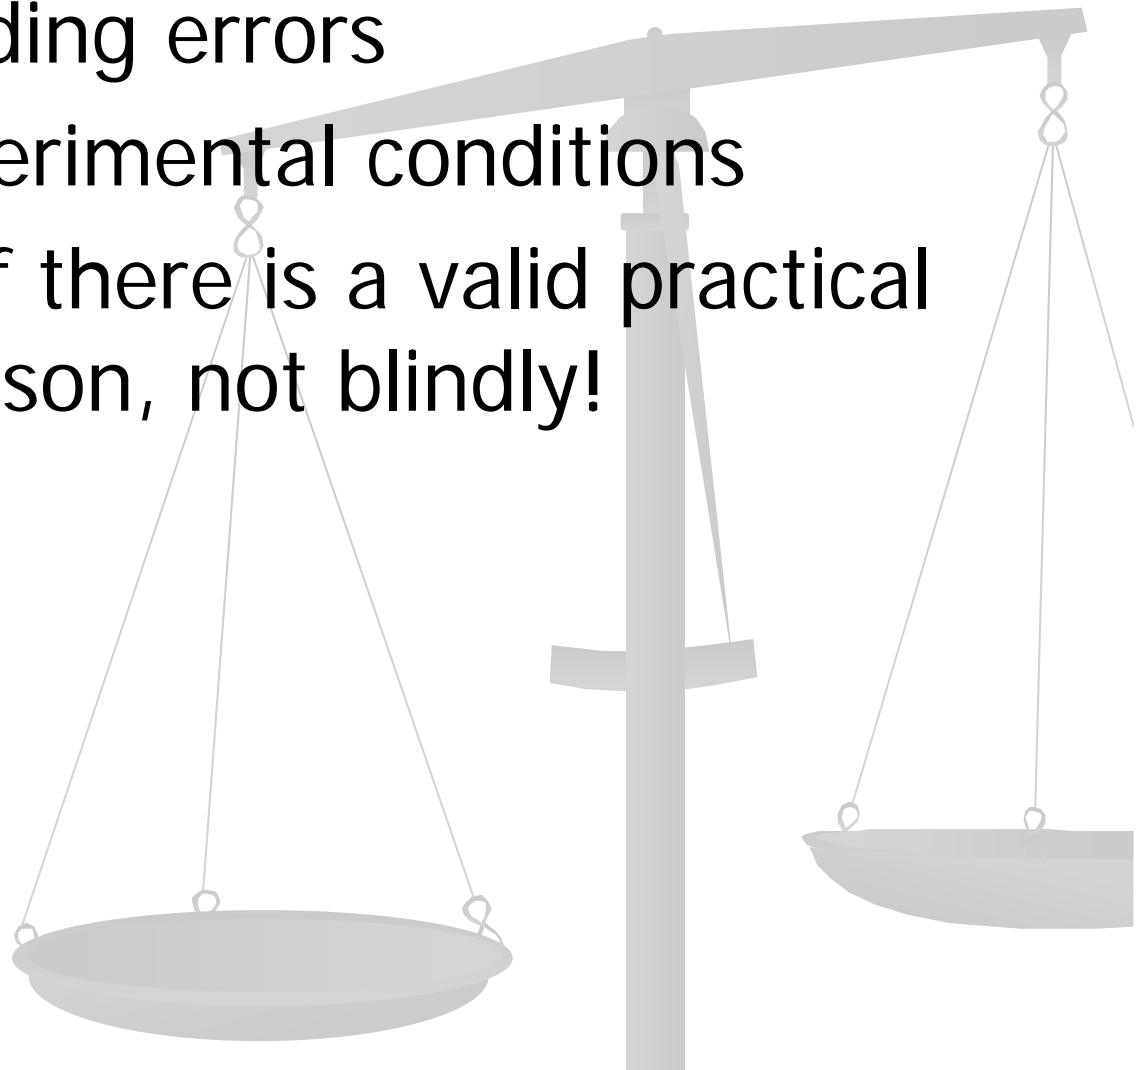 ding errors
erimental conditions
f there is a valid practical
son, not blindly!